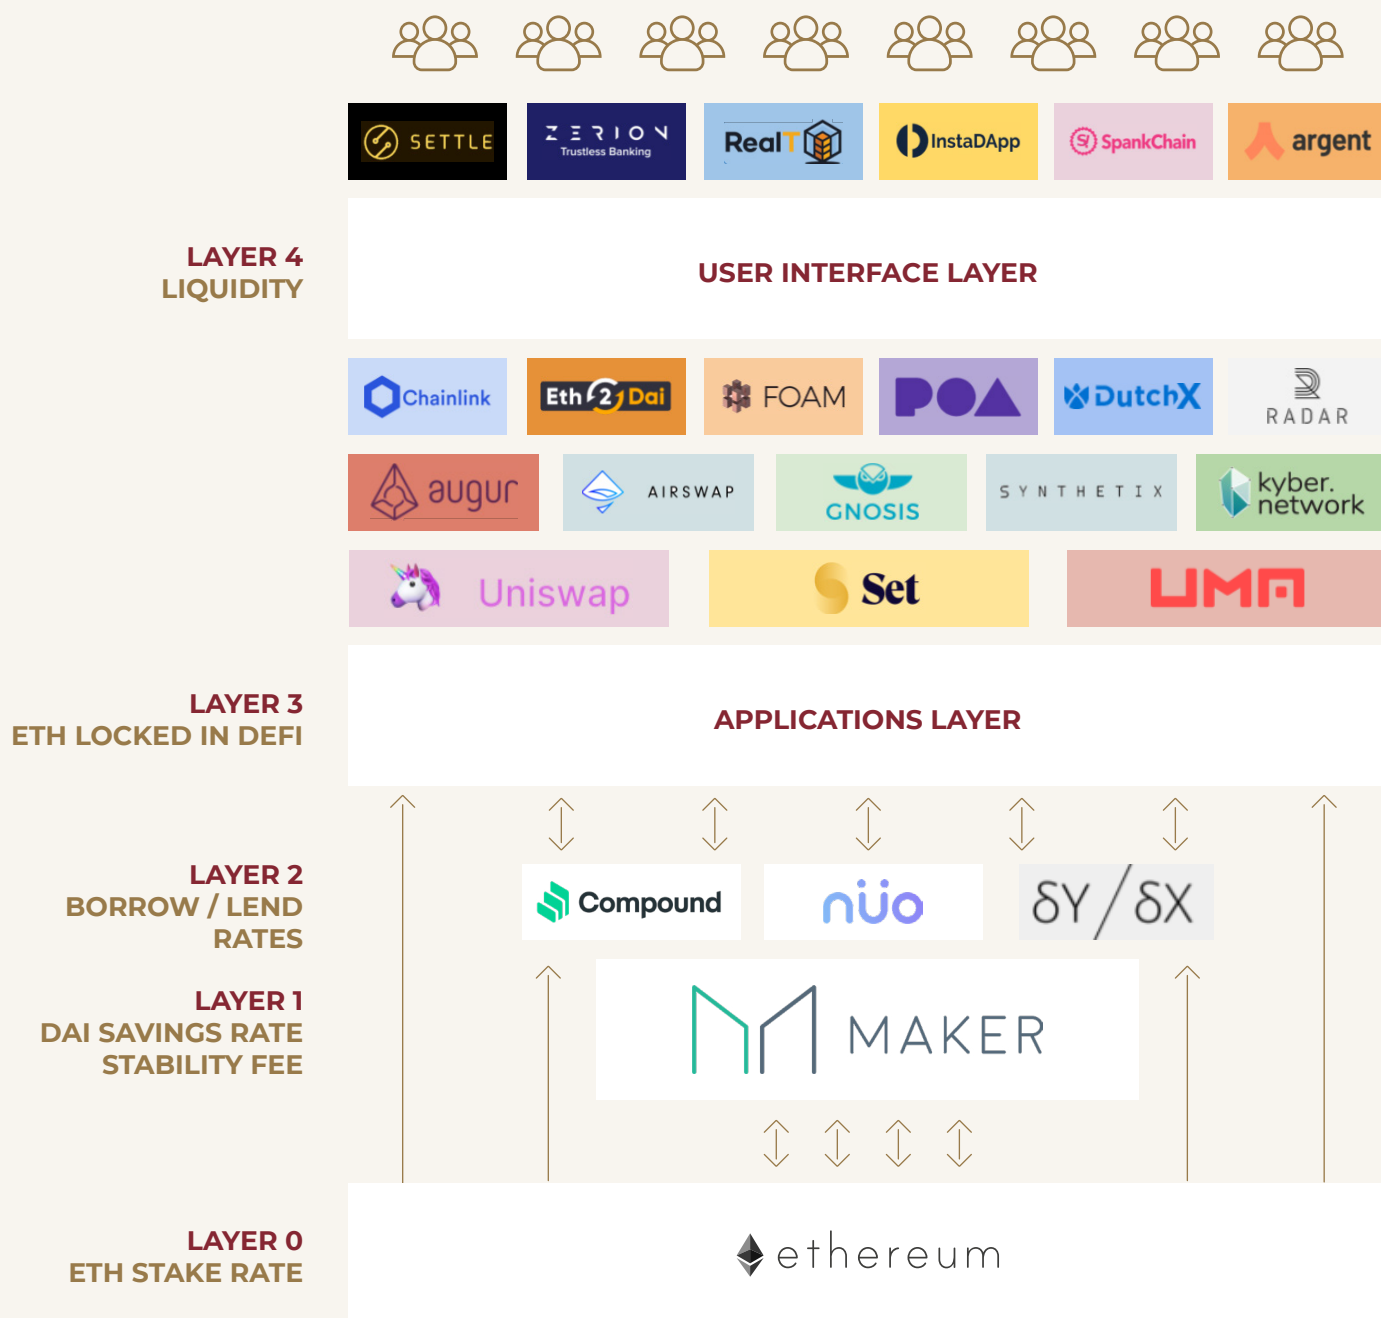 SETTLE
ZERION
Trustless Banking
RealT
InstaDApp
SpankChain
argent
LAYER 4
LIQUIDITY
USER INTERFACE LAYER
Chainlink
Eth2Dai
FOAM
POA
DutchX
RADAR
augur
AIRSWAP
GNOSIS
SYNTHETIX
kyber.
network
Uniswap
Set
UMA
LAYER 3
ETH LOCKED IN DEFI
APPLICATIONS LAYER
LAYER 2
BORROW / LEND
RATES
Compound
nüo
δY/δX
LAYER 1
DAI SAVINGS RATE
STABILITY FEE
MAKER
LAYER 0
ETH STAKE RATE
ethereum